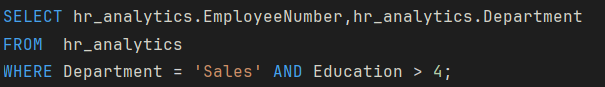 SELECT hr_analytics.EmployeeNumber,hr_analytics.Department
FROM  hr_analytics
WHERE Department = 'Sales' AND Education > 4;